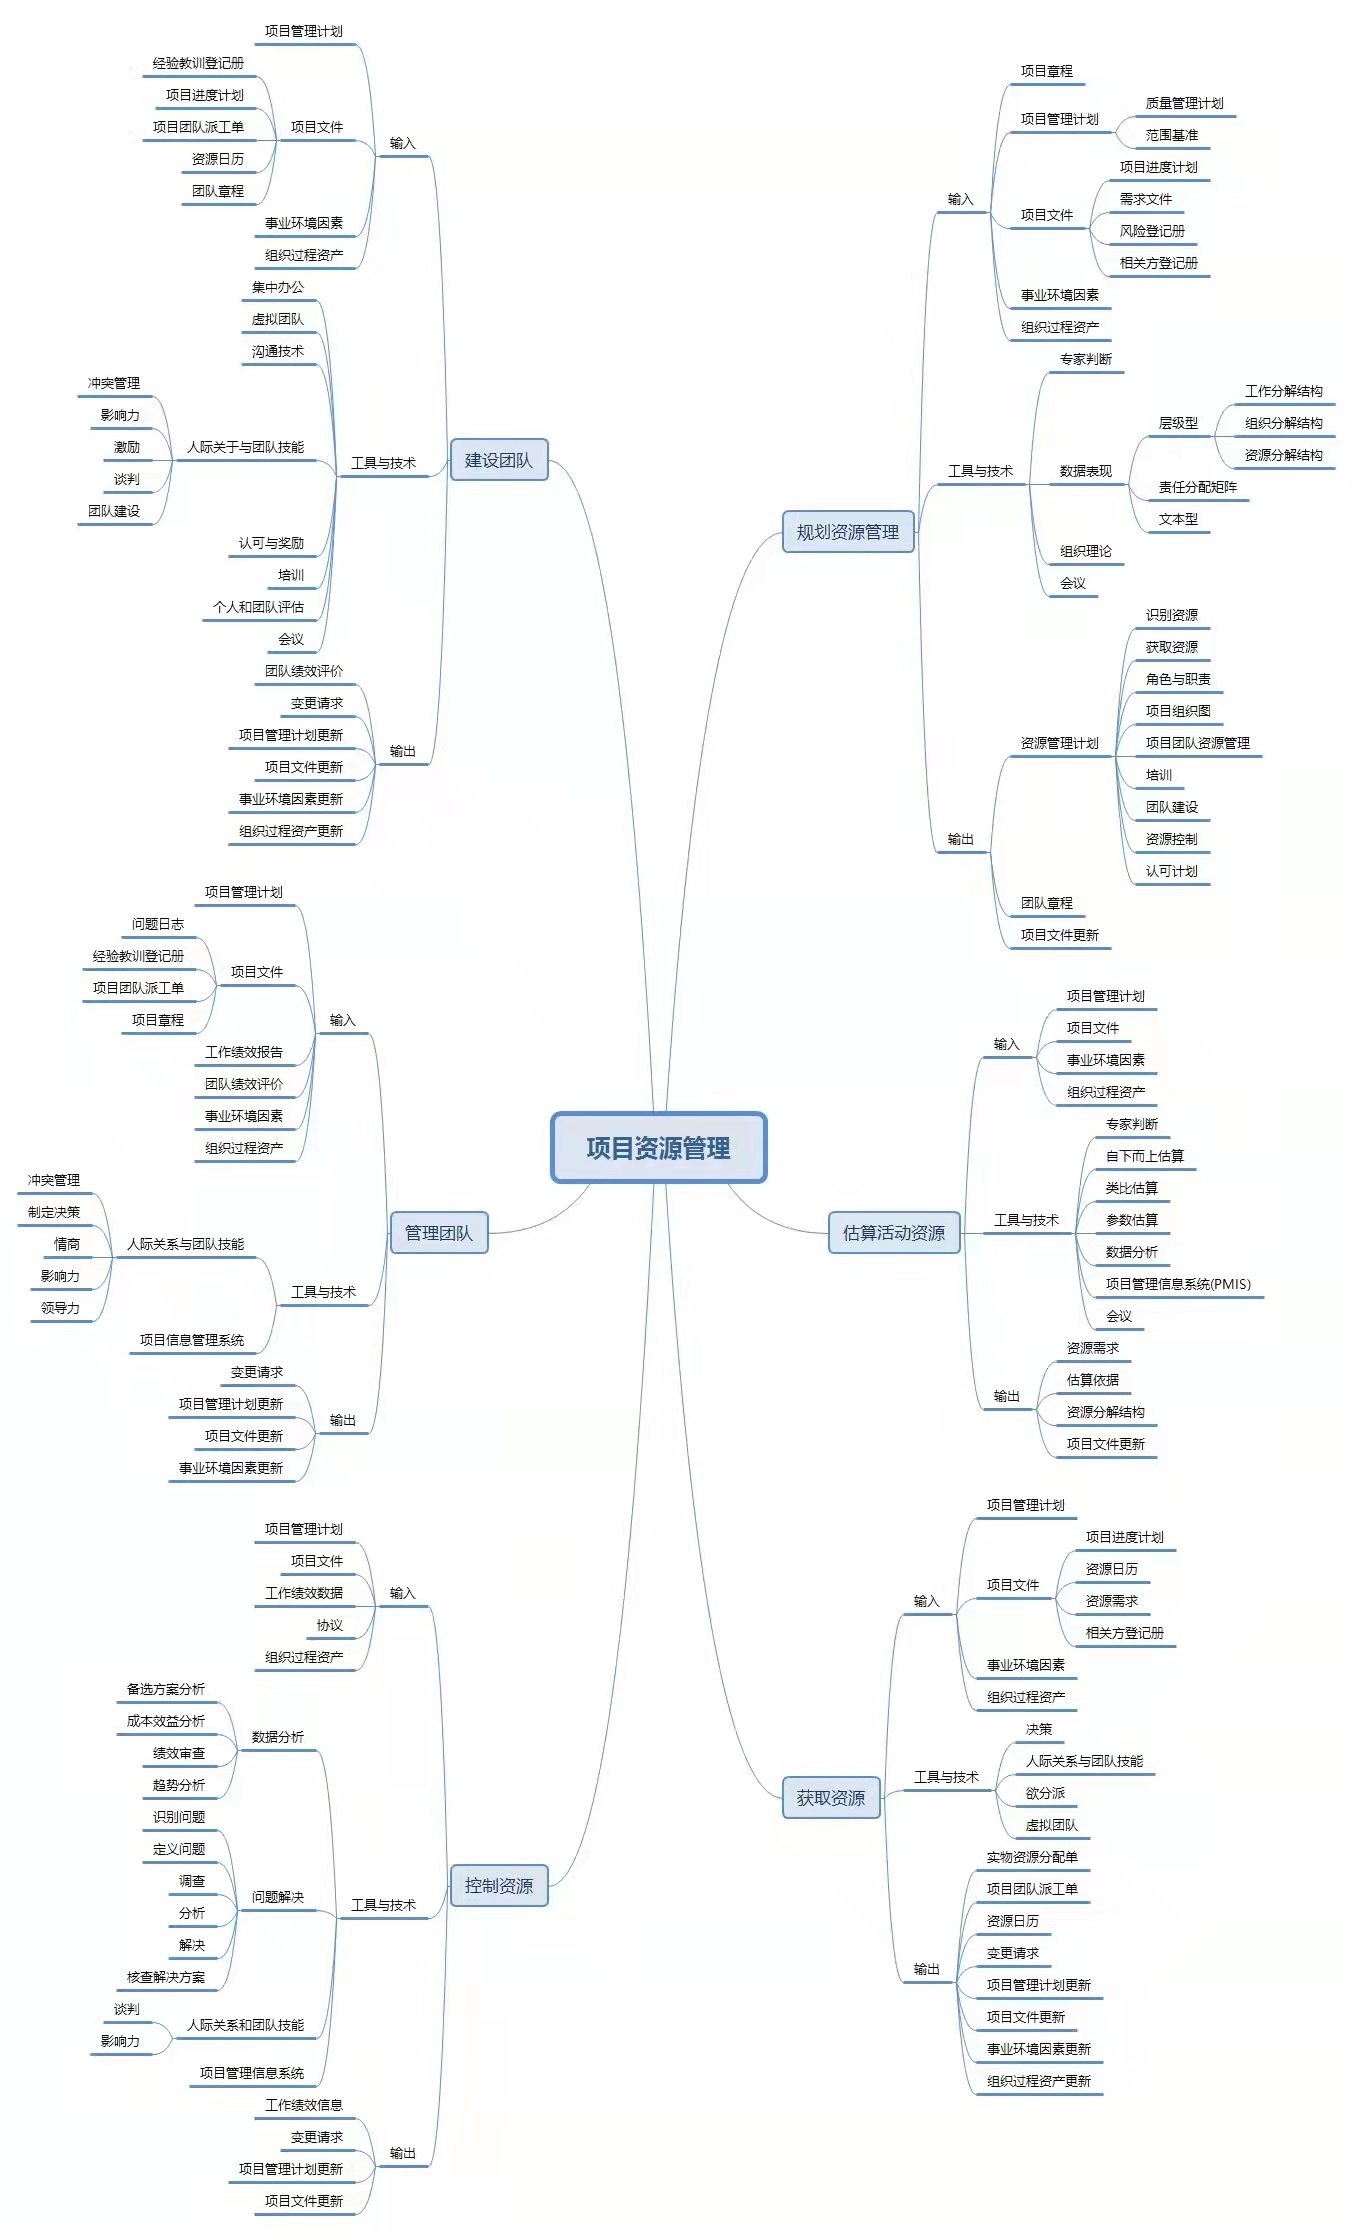 项目资源管理
规划资源管理
输入
项目章程
项目管理计划
质量管理计划
范围基准
项目文件
项目进度计划
需求文件
风险登记册
相关方登记册
事业环境因素
组织过程资产
工具与技术
专家判断
数据表现
层级型
工作分解结构
组织分解结构
资源分解结构
责任分配矩阵
文本型
组织理论
会议
输出
资源管理计划
识别资源
获取资源
角色与职责
项目组织图
项目团队资源管理
培训
团队建设
资源控制
认可计划
团队章程
项目文件更新
估算活动资源
输入
项目管理计划
项目文件
事业环境因素
组织过程资产
工具与技术
专家判断
自下而上估算
类比估算
参数估算
数据分析
项目管理信息系统(PMIS)
会议
输出
资源需求
估算依据
资源分解结构
项目文件更新
获取资源
输入
项目管理计划
项目文件
项目进度计划
资源日历
资源需求
相关方登记册
事业环境因素
组织过程资产
工具与技术
决策
人际关系与团队技能
欲分派
虚拟团队
输出
实物资源分配单
项目团队派工单
资源日历
变更请求
项目管理计划更新
项目文件更新
事业环境因素更新
组织过程资产更新
建设团队
输入
项目管理计划
项目文件
经验教训登记册
项目进度计划
项目团队派工单
资源日历
团队章程
事业环境因素
组织过程资产
工具与技术
集中办公
虚拟团队
沟通技术
人际关于与团队技能
冲突管理
影响力
激励
谈判
团队建设
认可与奖励
培训
个人和团队评估
会议
输出
团队绩效评价
变更请求
项目管理计划更新
项目文件更新
事业环境因素更新
组织过程资产更新
管理团队
输入
项目管理计划
项目文件
问题日志
经验教训登记册
项目团队派工单
项目章程
工作绩效报告
团队绩效评价
事业环境因素
组织过程资产
工具与技术
人际关系与团队技能
冲突管理
制定决策
情商
影响力
领导力
项目信息管理系统
输出
变更请求
项目管理计划更新
项目文件更新
事业环境因素更新
控制资源
输入
项目管理计划
项目文件
工作绩效数据
协议
组织过程资产
工具与技术
数据分析
备选方案分析
成本效益分析
绩效审查
趋势分析
问题解决
识别问题
定义问题
调查
分析
解决
核查解决方案
人际关系和团队技能
谈判
影响力
项目管理信息系统
输出
工作绩效信息
变更请求
项目管理计划更新
项目文件更新